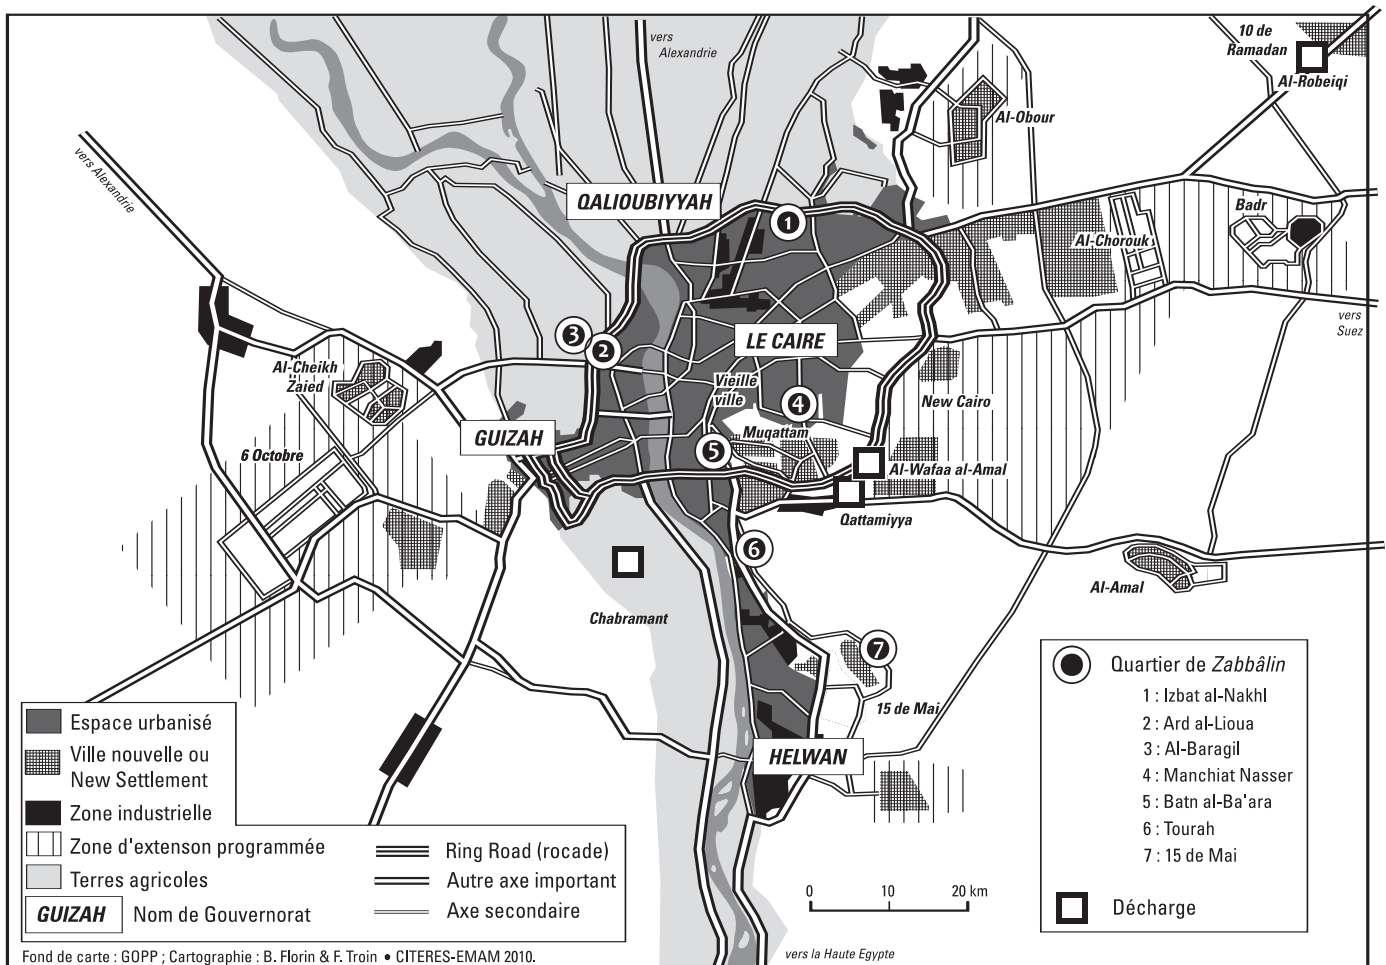 vers
Alexandrie
10 de
Ramadan
Al-Robeiqi
Al-Obour
vers Alexandrie
QALIOUBIYYAH
1
Al-Chorouk
Badr
vers
Suez
3
2
LE CAIRE
Al-Cheikh
Zaied
Vieille
ville
4
New Cairo
GUIZAH
Muqattam
5
6 Octobre
Al-Wafaa al-Amal
Qattamiyya
6
Al-Amal
Chabramant
7
15 de Mai
HELWAN
vers la Haute Egypte
0 10 20 km
Espace urbanisé
Ville nouvelle ou
New Settlement
Zone industrielle
Zone d'extenson programmée
Terres agricoles
GUIZAH Nom de Gouvernorat
Ring Road (rocade)
Autre axe important
Axe secondaire
Quartier de Zabbâlin
1 : Izbat al-Nakhl
2 : Ard al-Lioua
3 : Al-Baragil
4 : Manchiat Nasser
5 : Batn al-Ba'ara
6 : Tourah
7 : 15 de Mai
Décharge
Fond de carte : GOPP ; Cartographie : B. Florin & F. Troin • CITERES-EMAM 2010.